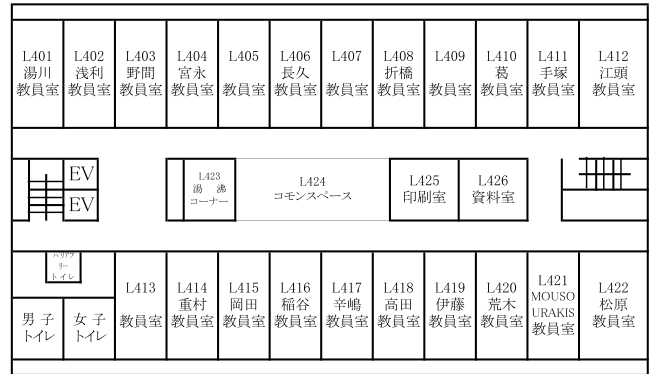 L401
湯川
教員室
L402
浅利
教員室
L403
野間
教員室
L404
宮永
教員室
L405
教員室
L406
長久
教員室
L407
教員室
L408
折橋
教員室
L409
教員室
L410
葛
教員室
L411
手塚
教員室
L412
江頭
教員室
EV
EV
L423
湯 沸
コーナー
L424
コモンスペース
L425
印刷室
L426
資料室
バリアフ
リー
トイレ
男 子
トイレ
女 子
トイレ
L413
教員室
L414
重村
教員室
L415
岡田
教員室
L416
稲谷
教員室
L417
辛嶋
教員室
L418
高田
教員室
L419
伊藤
教員室
L420
荒木
教員室
L421
MOUSO
URAKIS
教員室
L422
松原
教員室